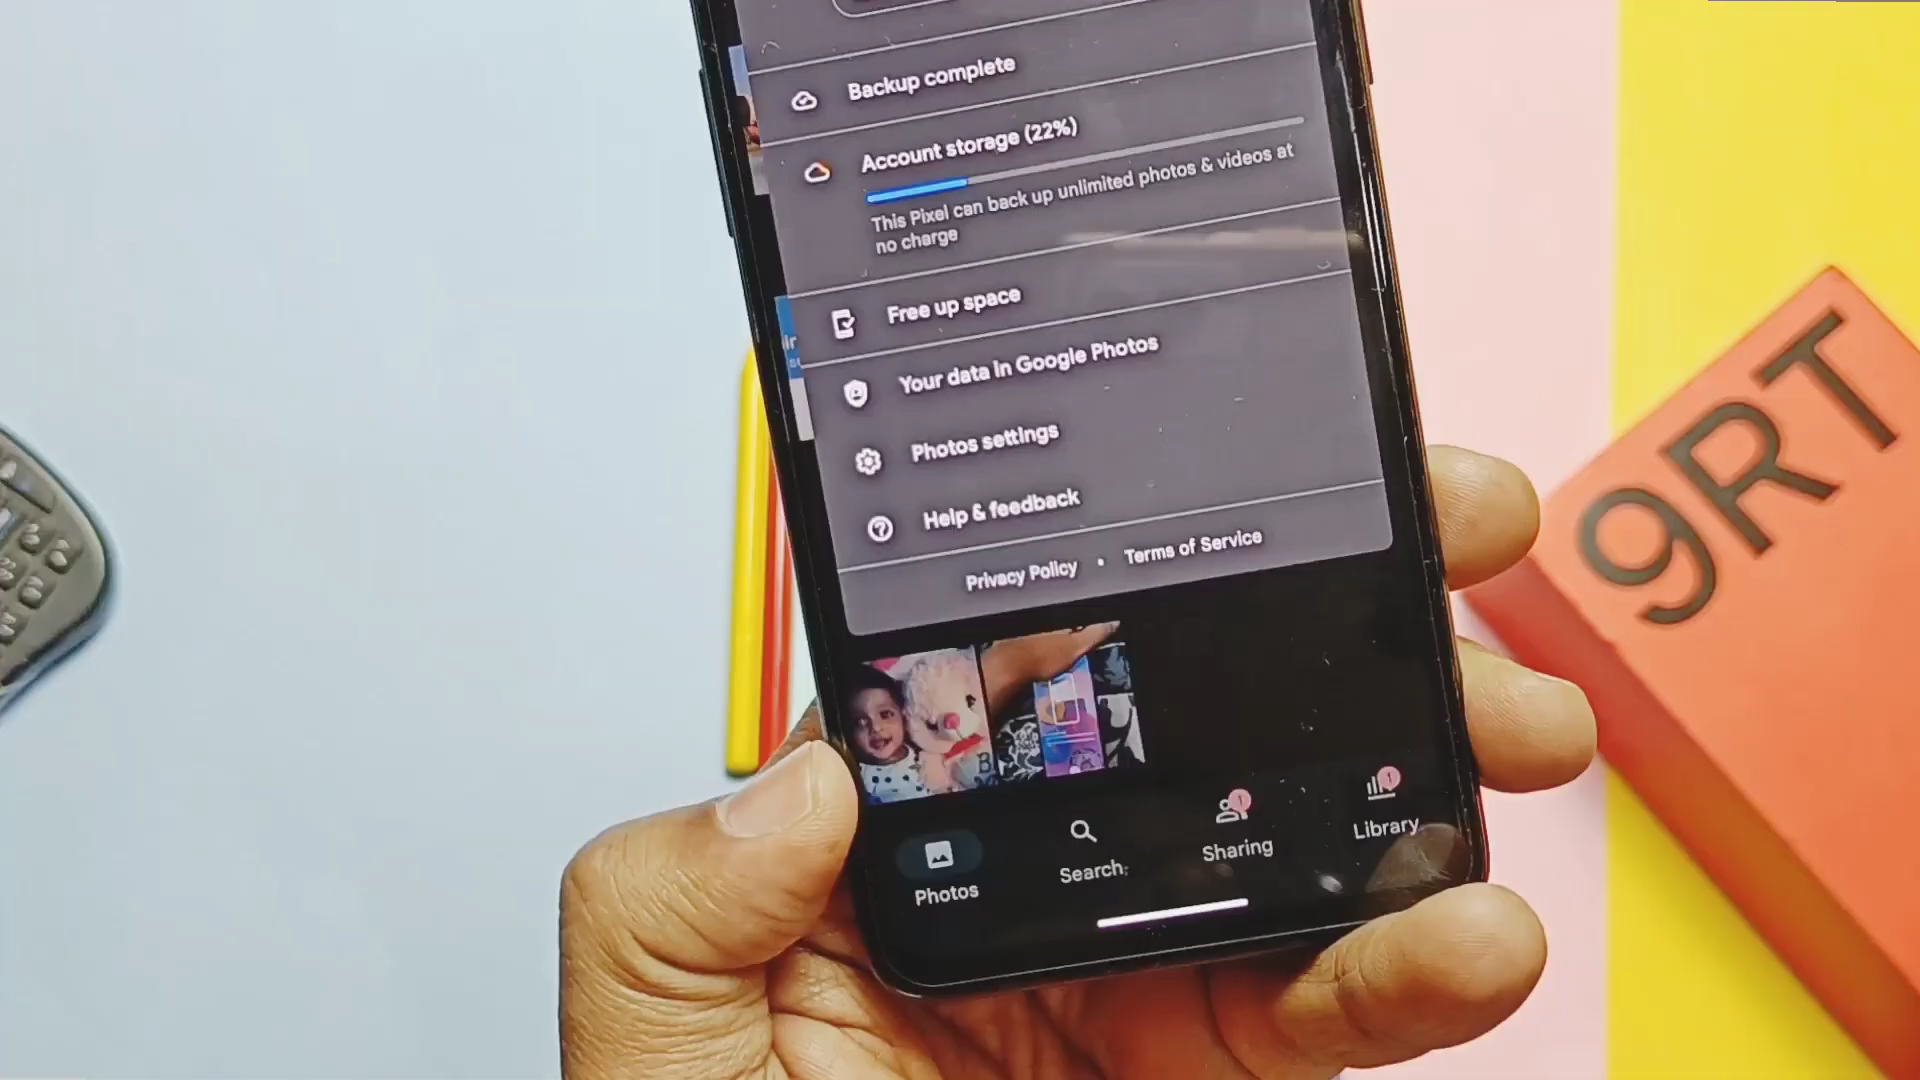 Backup complete
Account storage (22%)
This Pixel can back up unlimited photos & videos at
no charge
Free up space
Your data in Google Photos
Photos settings
Help & feedback
Privacy Policy • Terms of Service
Photos
Search
Sharing
1
Library
1
9RT